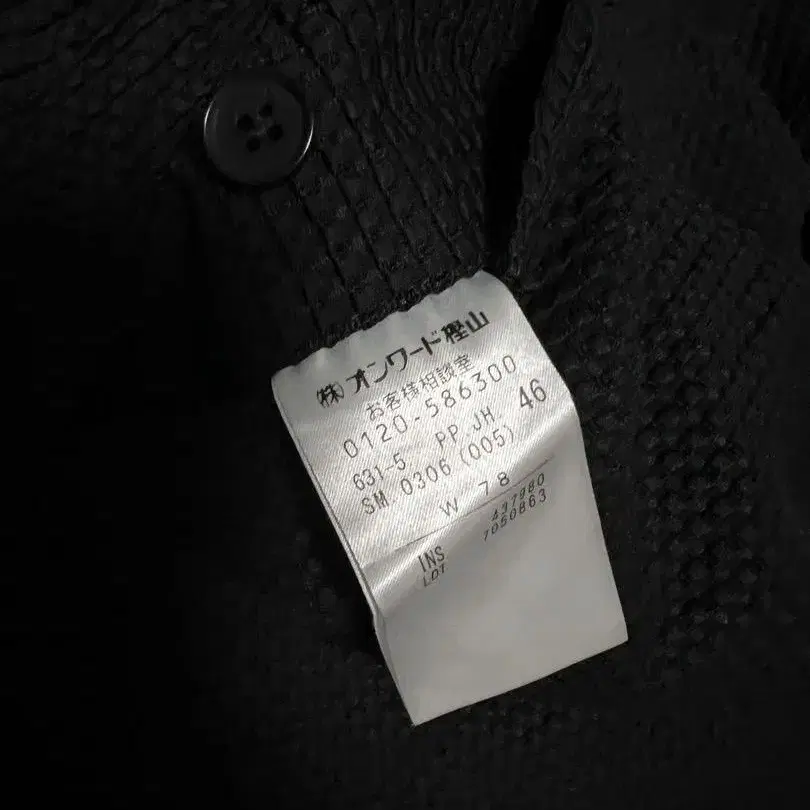 ㈱オンワード樫山
お客様相談室
0120-586300
631-5 PP JH 46
SM. 0306 (005)
W 78
INS 497980
LOT 7050863